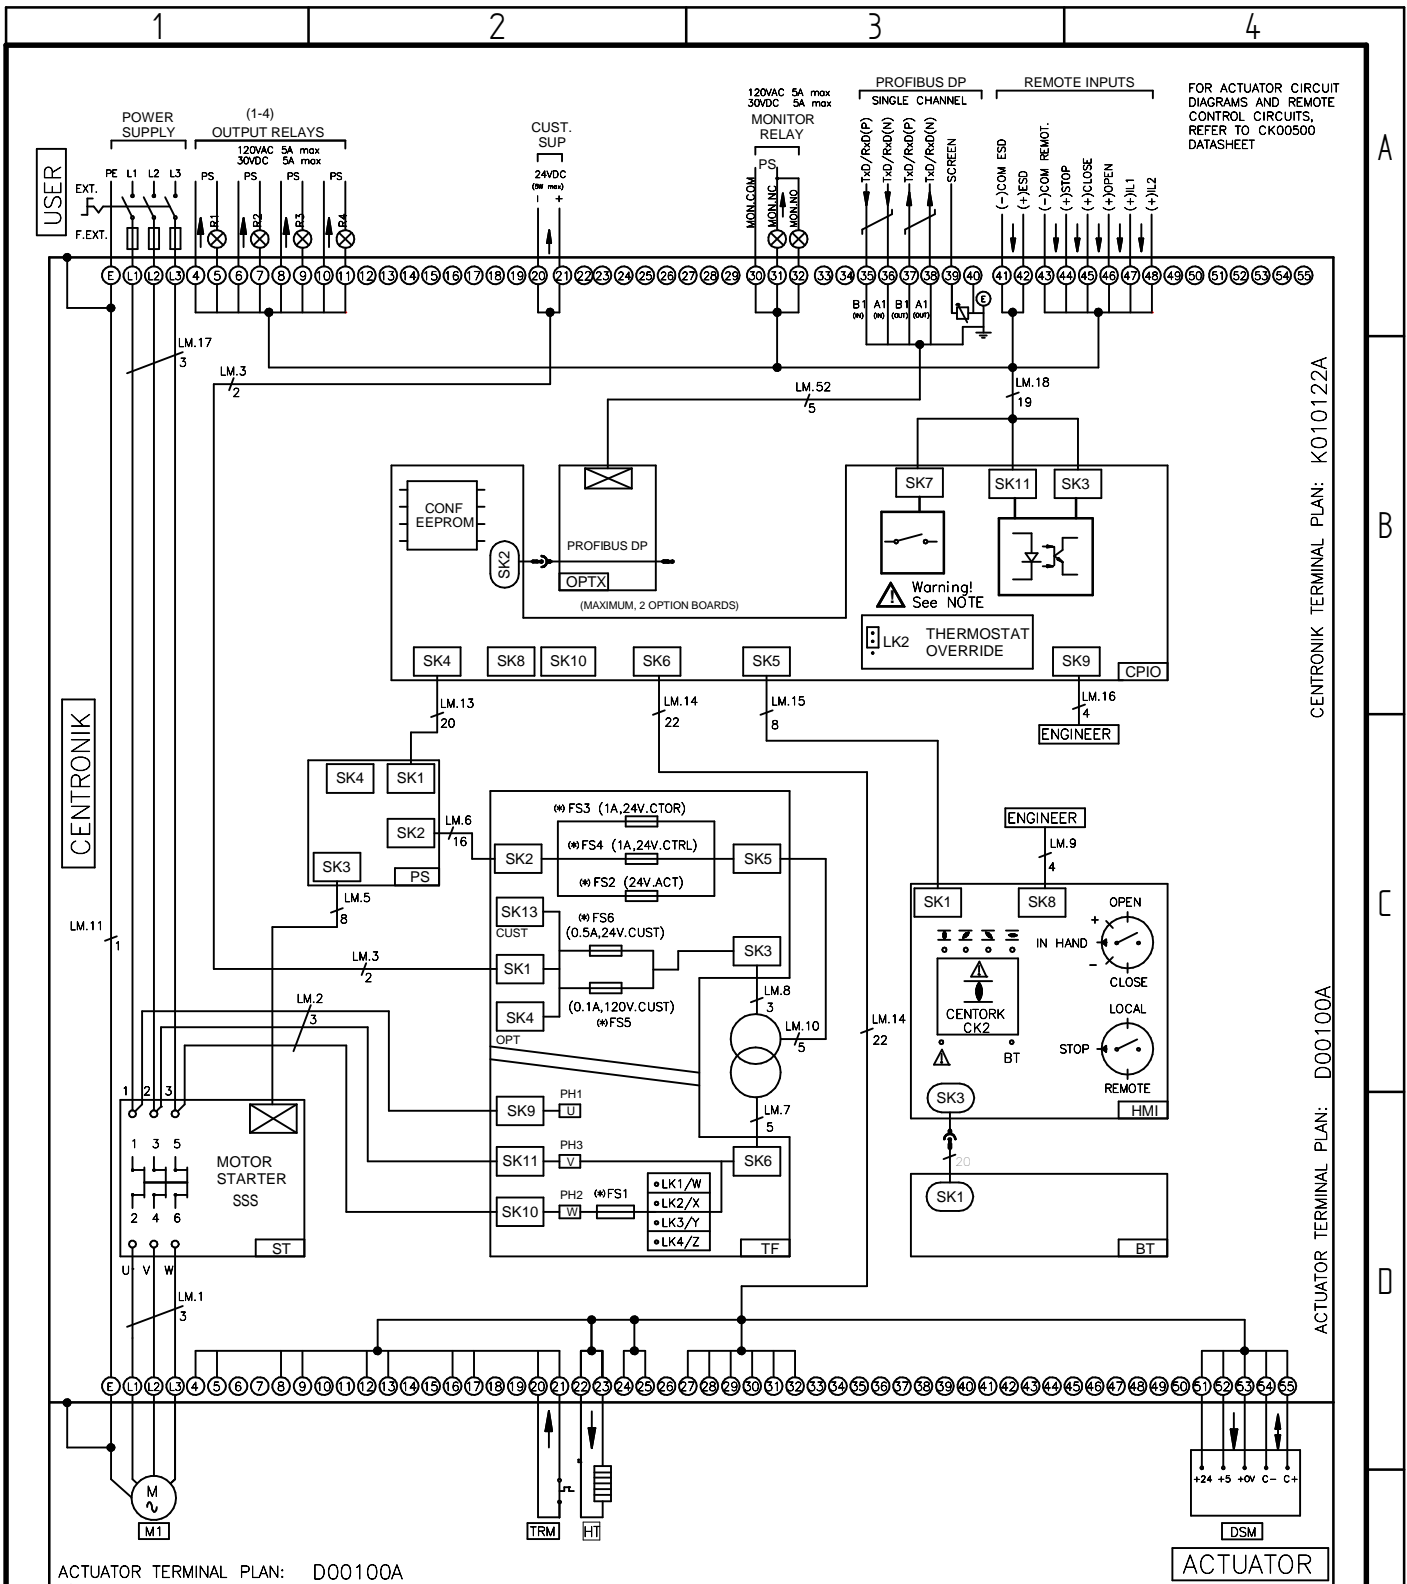 1 2 3 4
A
B
C
D
USER
POWER
SUPPLY
PE L1 L2 L3
EXT.
F.EXT.
(1-4)
OUTPUT RELAYS
120VAC 5A max
30VDC 5A max
PS PS PS PS
R1 R2 R3 R4
CUST.
SUP
24VDC
(5W max)
- +
120VAC 5A max
30VDC 5A max
MONITOR
RELAY
PS
MON.COM
MON.NC
MON.NO
PROFIBUS DP
SINGLE CHANNEL
TxD/RxD(P)
TxD/RxD(N)
TxD/RxD(P)
TxD/RxD(N)
SCREEN
REMOTE INPUTS
(-)COM ESD
(+)ESD
(-)COM REMOT.
(+)STOP
(+)CLOSE
(+)OPEN
(+)IL1
(+)IL2
FOR ACTUATOR CIRCUIT
DIAGRAMS AND REMOTE
CONTROL CIRCUITS,
REFER TO CK00500
DATASHEET
E L1 L2 L3 4 5 6 7 8 9 10 11 12 13 14 15 16 17 18 19 20 21 22 23 24 25 26 27 28 29 30 31 32 33 34 35 36 37 38 39 40 41 42 43 44 45 46 47 48 49 50 51 52 53 54 55
B1 A1 B1 A1
(IN) (IN) (OUT) (OUT)
E
LM.17
3
LM.3
2
LM.52
5
LM.18
19
CENTRONIK TERMINAL PLAN: K010122A
CONF
EEPROM
SK2
PROFIBUS DP
OPTX
(MAXIMUM, 2 OPTION BOARDS)
SK7
SK11
SK3
Warning!
See NOTE
LK2
THERMOSTAT
OVERRIDE
SK4
SK8
SK10
SK6
SK5
SK9
CPIO
LM.13
20
LM.14
22
LM.15
8
LM.16
4
ENGINEER
CENTRONIK
SK4
SK1
SK2
SK3
PS
LM.6
16
LM.5
8
(*) FS3 (1A,24V.CTOR)
(*) FS4 (1A,24V.CTRL)
(*) FS2 (24V.ACT)
SK2
SK5
SK13
CUST
(*) FS6
(0.5A,24V.CUST)
SK1
SK3
SK4
OPT
(0.1A,120V.CUST)
(*)FS5
LM.11
1
LM.3
2
LM.2
3
LM.8
3
LM.10
5
LM.14
22
LM.7
5
ENGINEER
LM.9
4
SK1
SK8
OPEN
+
IN HAND
-
CLOSE
CENTORK
CK2
BT
LOCAL
STOP
REMOTE
SK3
HMI
20
SK1
BT
ACTUATOR TERMINAL PLAN: D00100A
1 2 3
1 3 5
MOTOR
STARTER
SSS
2 4 6
ST
U V W
SK9
PH1
U
SK11
PH3
V
SK10
PH2
W
(*)FS1
SK6
LK1/W
LK2/X
LK3/Y
LK4/Z
TF
LM.1
3
E L1 L2 L3 4 5 6 7 8 9 10 11 12 13 14 15 16 17 18 19 20 21 22 23 24 25 26 27 28 29 30 31 32 33 34 35 36 37 38 39 40 41 42 43 44 45 46 47 48 49 50 51 52 53 54 55
M
M1
TRM
HT
+24 +5 +0V C- C+
DSM
ACTUATOR
ACTUATOR TERMINAL PLAN: D00100A